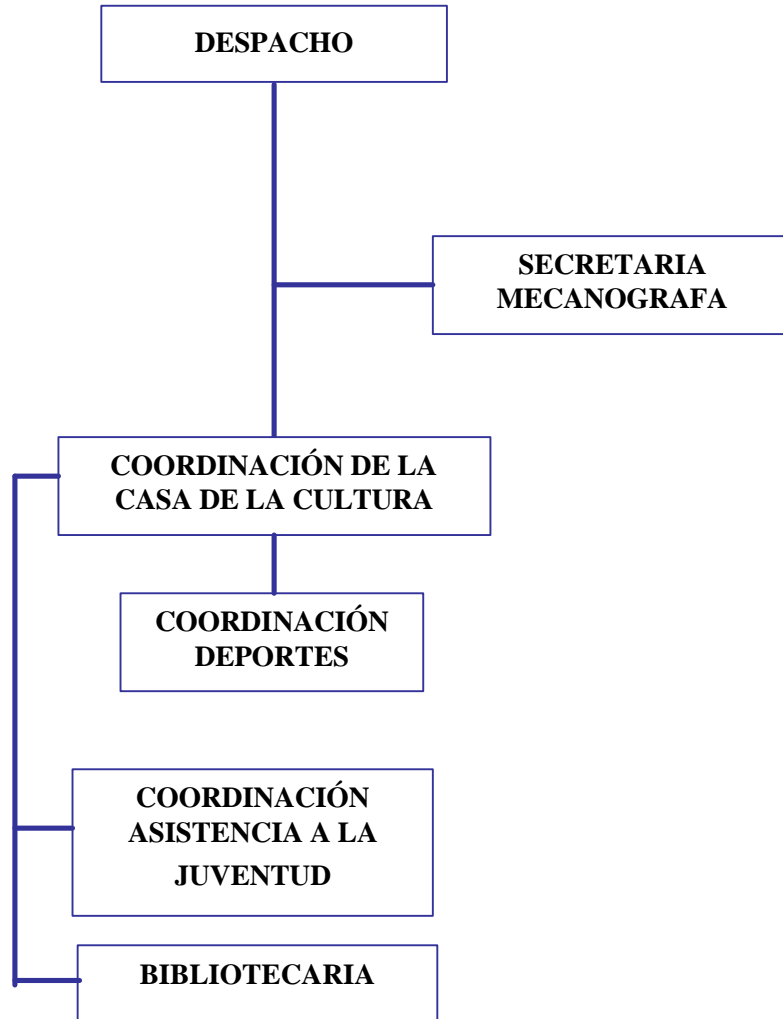 DESPACHO
SECRETARIA
MECANOGRAFA
COORDINACIÓN DE LA
CASA DE LA CULTURA
COORDINACIÓN
DEPORTES
COORDINACIÓN
ASISTENCIA A LA
JUVENTUD
BIBLIOTECARIA